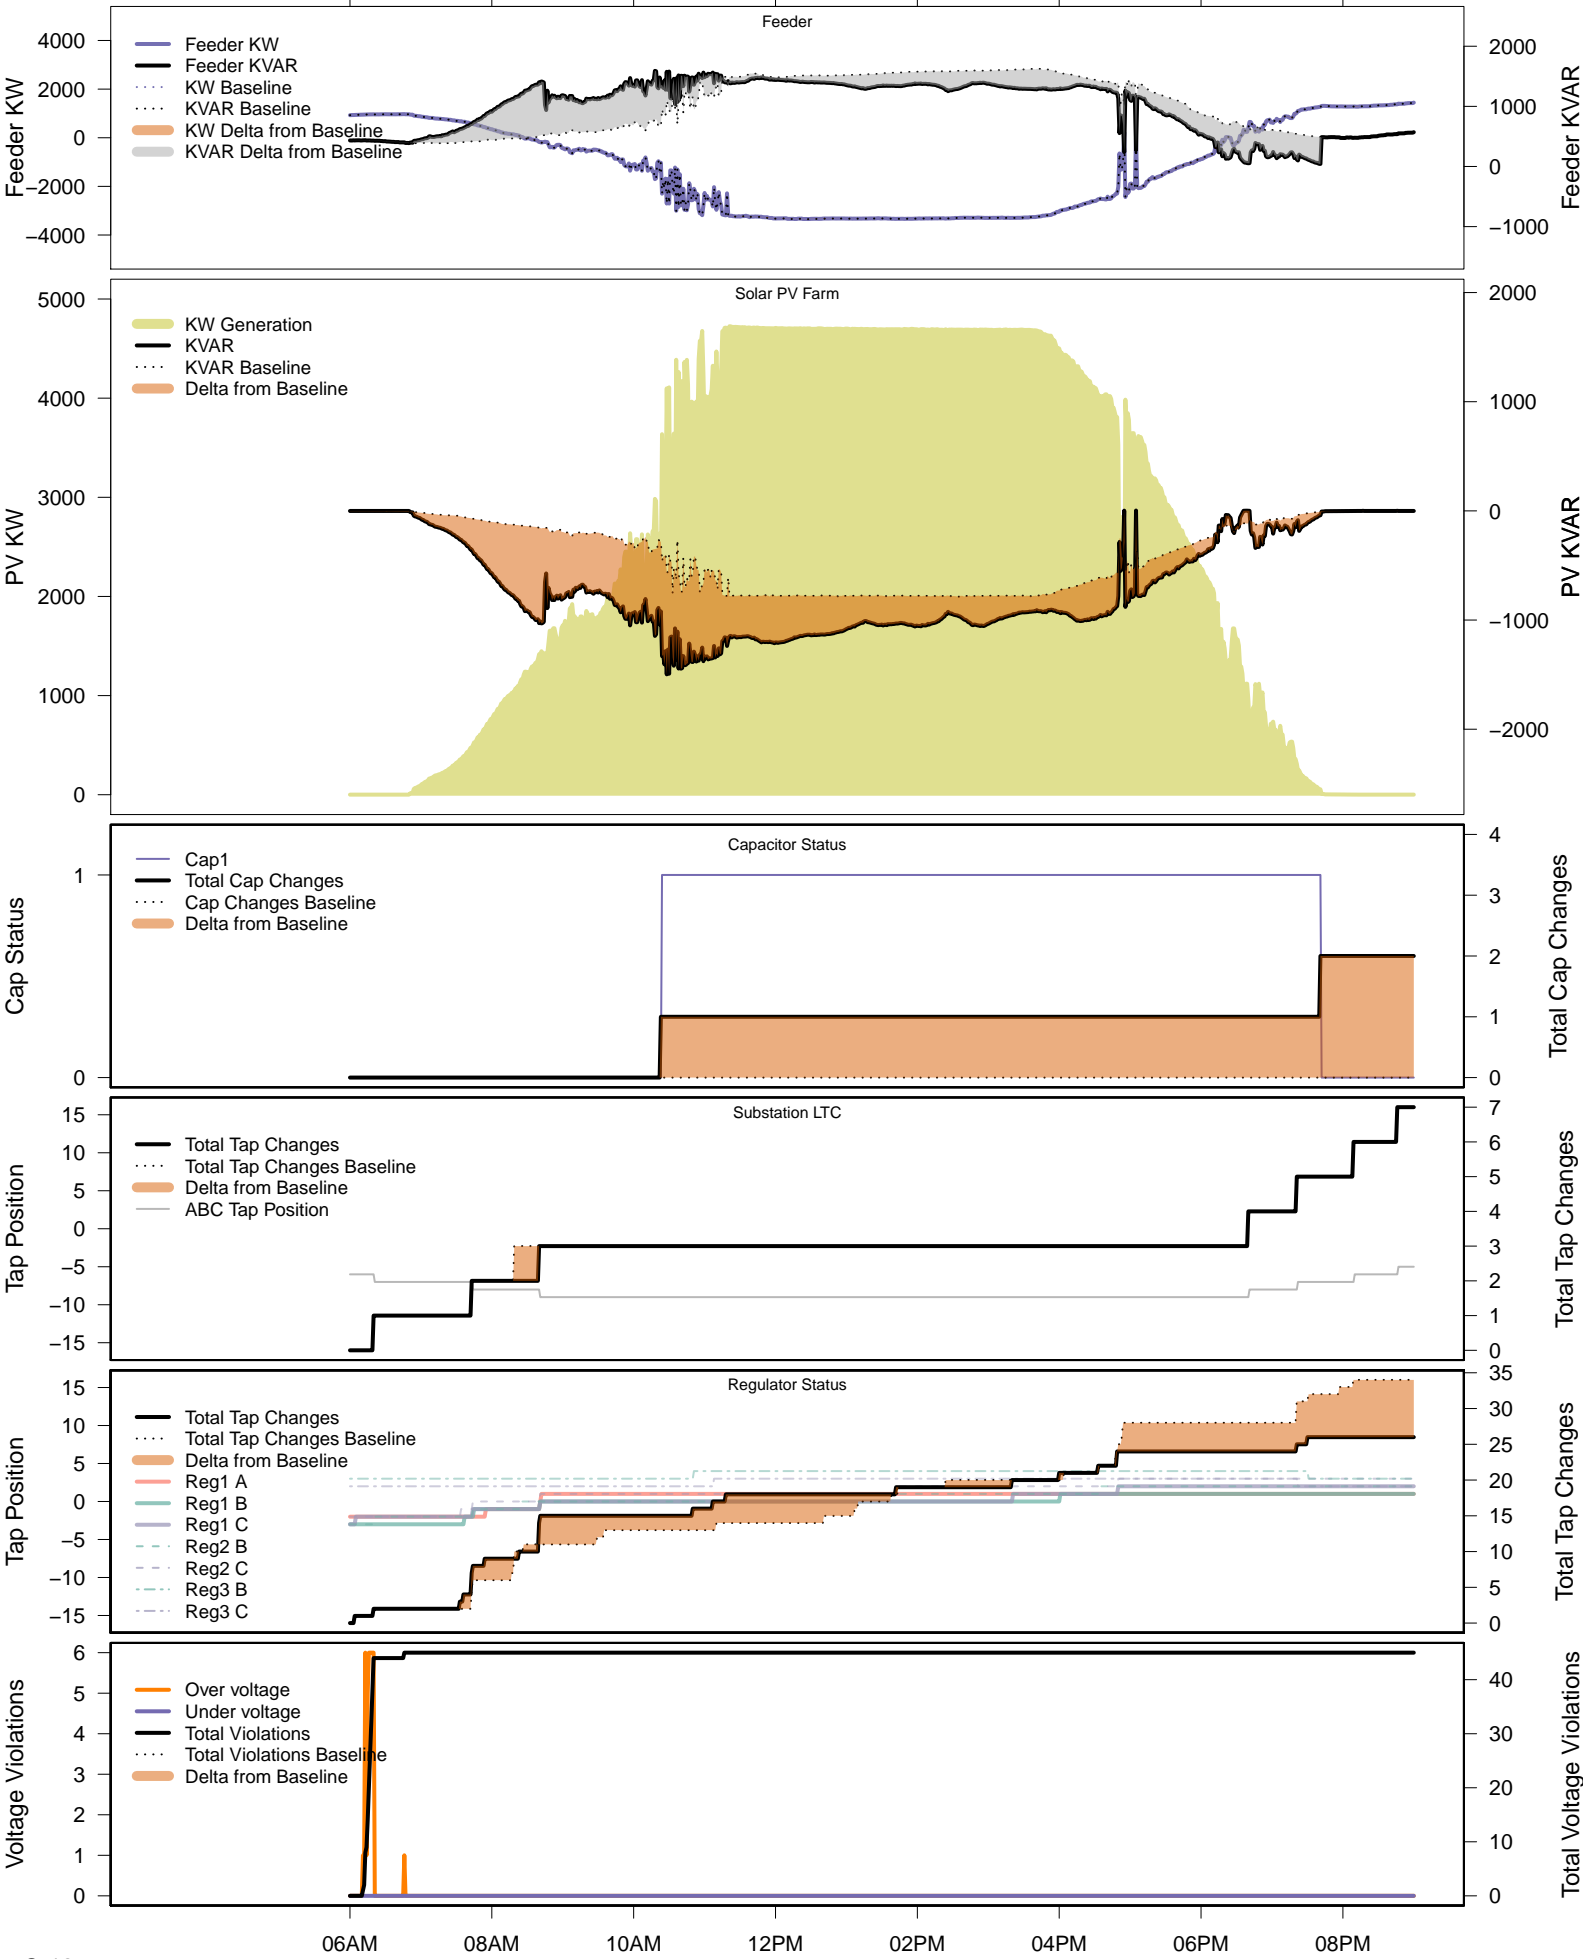 Feeder
Feeder KW
Feeder KVAR
KW Baseline
KVAR Baseline
KW Delta from Baseline
KVAR Delta from Baseline
4000
2000
0
−2000
−4000
Feeder KW
2000
1000
0
−1000
Feeder KVAR
Solar PV Farm
KW Generation
KVAR
KVAR Baseline
Delta from Baseline
5000
4000
3000
2000
1000
0
PV KW
2000
1000
0
−1000
−2000
PV KVAR
Capacitor Status
Cap1
Total Cap Changes
Cap Changes Baseline
Delta from Baseline
1
0
Cap Status
4
3
2
1
0
Total Cap Changes
Substation LTC
Total Tap Changes
Total Tap Changes Baseline
Delta from Baseline
ABC Tap Position
15
10
5
0
−5
−10
−15
Tap Position
7
6
5
4
3
2
1
0
Total Tap Changes
Regulator Status
Total Tap Changes
Total Tap Changes Baseline
Delta from Baseline
Reg1 A
Reg1 B
Reg1 C
Reg2 B
Reg2 C
Reg3 B
Reg3 C
15
10
5
0
−5
−10
−15
Tap Position
35
30
25
20
15
10
5
0
Total Tap Changes
Over voltage
Under voltage
Total Violations
Total Violations Baseline
Delta from Baseline
6
5
4
3
2
1
0
Voltage Violations
40
30
20
10
0
Total Voltage Violations
06AM 08AM 10AM 12PM 02PM 04PM 06PM 08PM